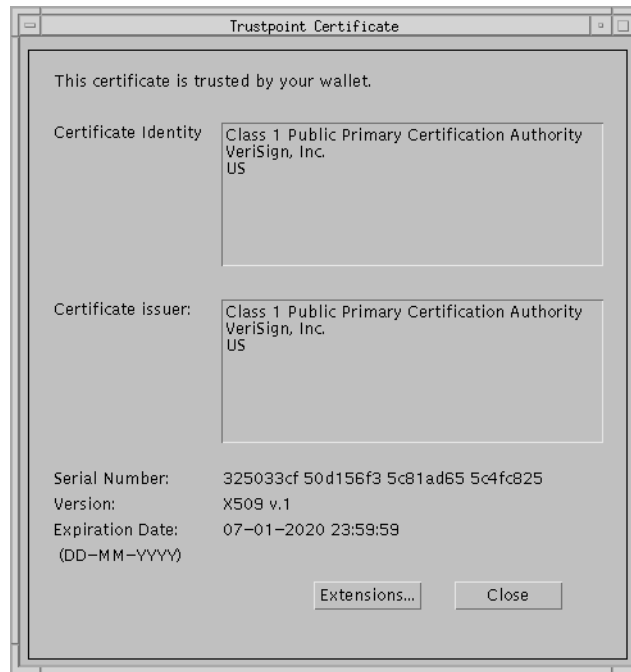 Trustpoint Certificate
This certificate is trusted by your wallet.
Certificate Identity
Class 1 Public Primary Certification Authority
VeriSign, Inc.
US
Certificate issuer:
Class 1 Public Primary Certification Authority
VeriSign, Inc.
US
Serial Number: 325033cf 50d156f3 5c81ad65 5c4fc825
Version: X509 v.1
Expiration Date: 07-01-2020 23:59:59
(DD-MM-YYYY)
Extensions... Close